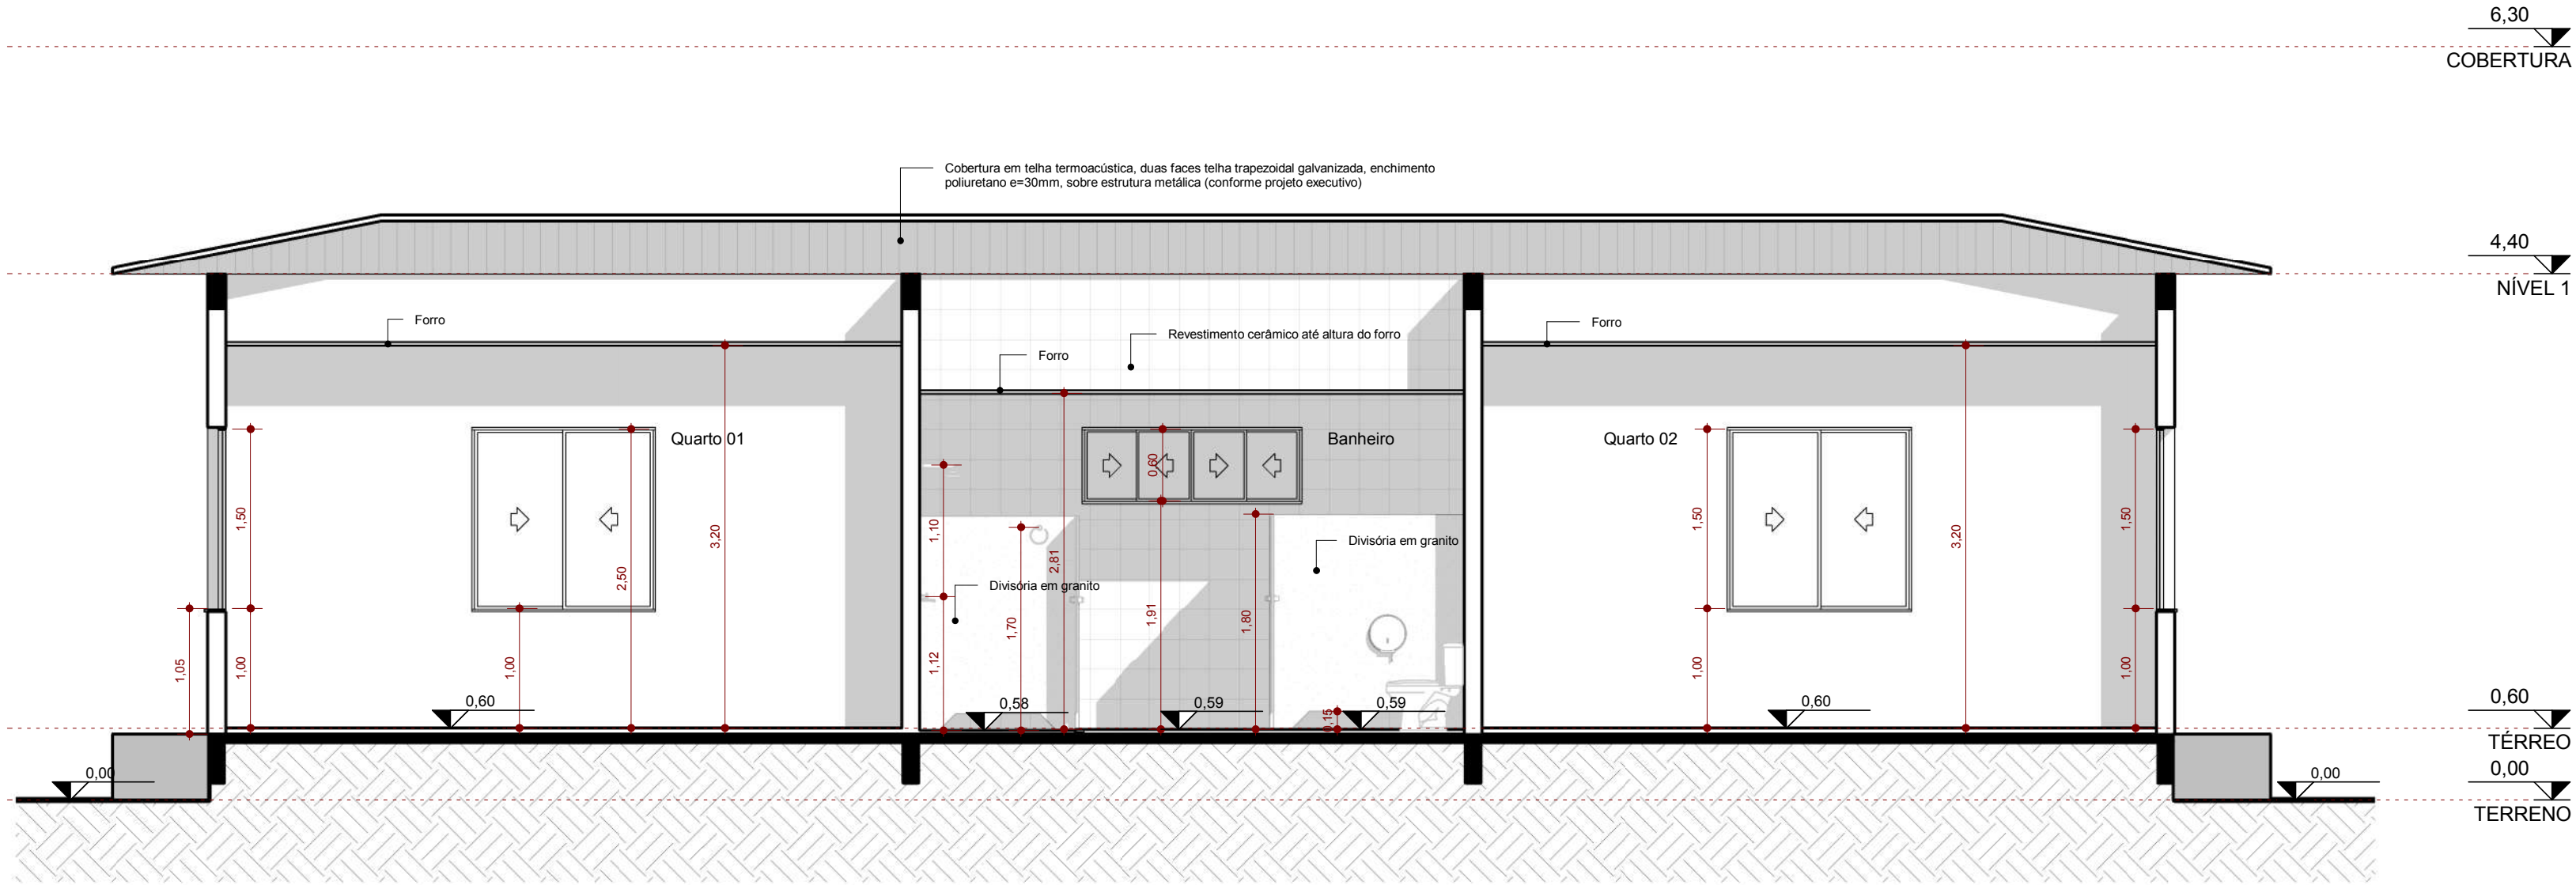 6,30
COBERTURA
Cobertura em telha termoacústica, duas faces telha trapezoidal galvanizada, enchimento
poliuretano e=30mm, sobre estrutura metálica (conforme projeto executivo)
4,40
NÍVEL 1
Forro
Revestimento cerâmico até altura do forro
Forro
Forro
Quarto 01
Banheiro
Quarto 02
1,50
2,50
3,20
1,10
0,60
2,81
1,50
3,20
1,50
Divisória em granito
Divisória em granito
1,05
1,00
1,00
1,12
1,70
1,91
1,80
1,00
1,00
0,60
0,58
0,59
0,15
0,59
0,60
0,60
TÉRREO
0,00
0,00
0,00
TERRENO